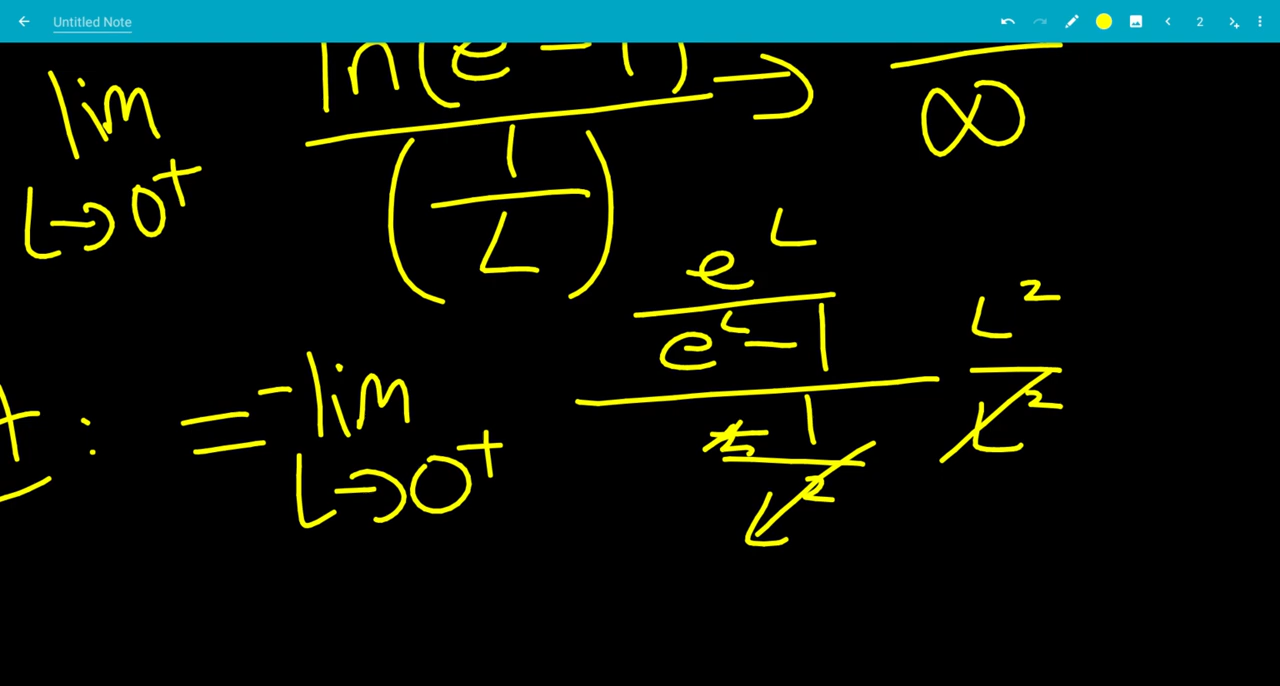 Untitled Note
2
lim L→0⁺ ln(e − 1) / (1/L) → / ∞
: = −lim L→0⁺ (e^L / (e^L − 1)) / (1 / L²) L² / L²